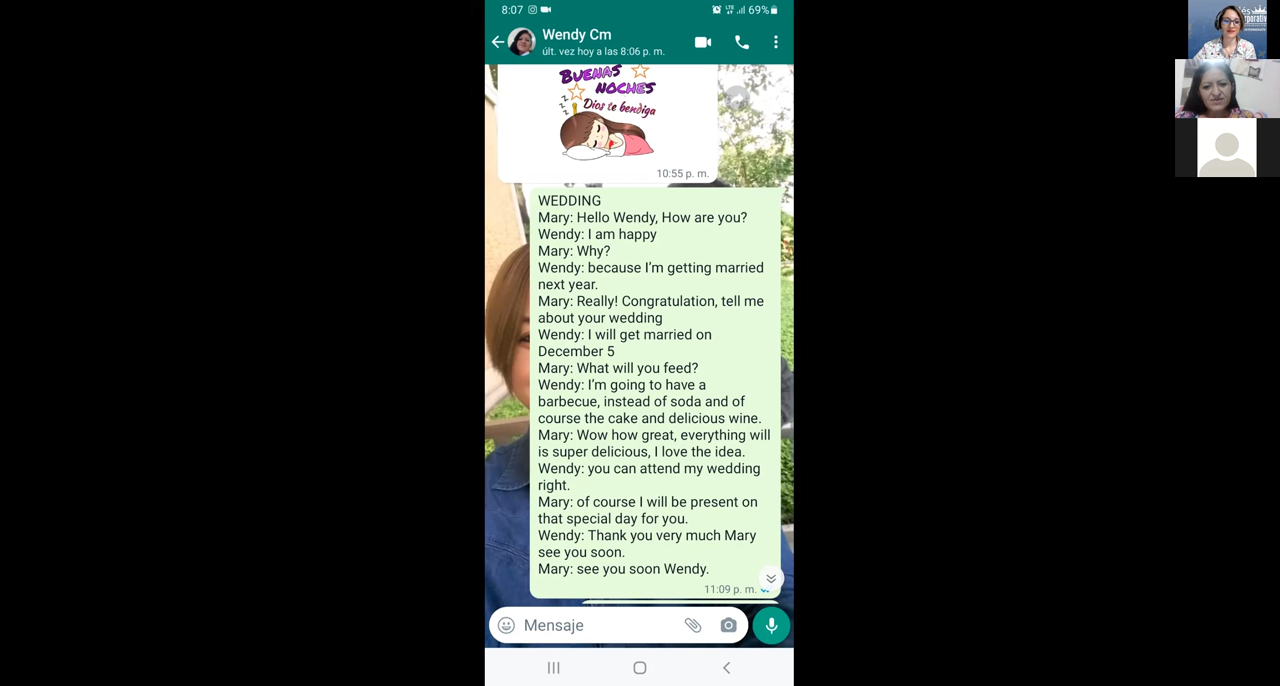 8:07
LTE
69%
Wendy Cm
últ. vez hoy a las 8:06 p. m.
BUENAS
NOCHES
Dios te bendiga
10:55 p. m.
WEDDING
Mary: Hello Wendy, How are you?
Wendy: I am happy
Mary: Why?
Wendy: because I'm getting married
next year.
Mary: Really! Congratulation, tell me
about your wedding
Wendy: I will get married on
December 5
Mary: What will you feed?
Wendy: I'm going to have a
barbecue, instead of soda and of
course the cake and delicious wine.
Mary: Wow how great, everything will
is super delicious, I love the idea.
Wendy: you can attend my wedding
right.
Mary: of course I will be present on
that special day for you.
Wendy: Thank you very much Mary
see you soon.
Mary: see you soon Wendy.
11:09 p. m.
Mensaje